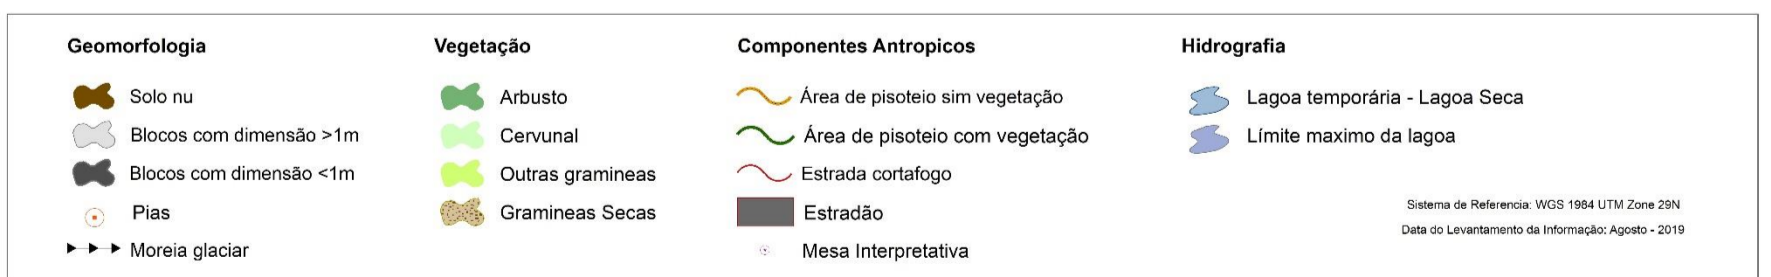 Geomorfologia
Solo nu
Blocos com dimensão >1m
Blocos com dimensão <1m
Pias
Moreia glaciar
Vegetação
Arbusto
Cervunal
Outras gramineas
Gramineas Secas
Componentes Antropicos
Área de pisoteio sim vegetação
Área de pisoteio com vegetação
Estrada cortafogo
Estradão
Mesa Interpretativa
Hidrografia
Lagoa temporária - Lagoa Seca
Límite maximo da lagoa
Sistema de Referencia: WGS 1984 UTM Zone 29N
Data do Levantamento da Informação: Agosto - 2019